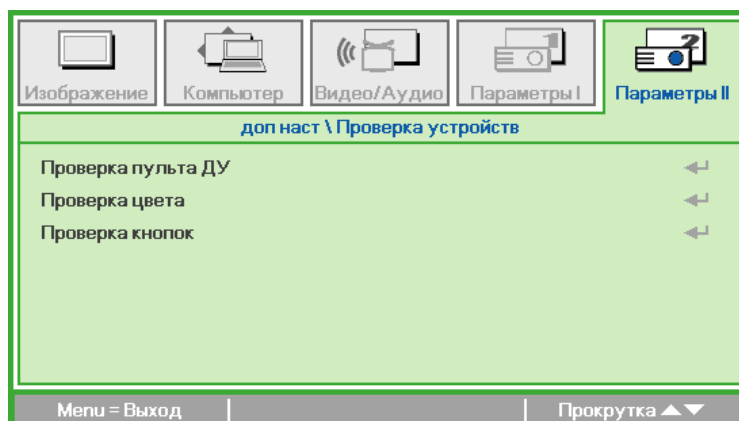 Изображение
Компьютер
Видео/Аудио
Параметры I
Параметры II
доп наст \ Проверка устройств
Проверка пульта ДУ
Проверка цвета
Проверка кнопок
Menu = Выход
Прокрутка ▲▼